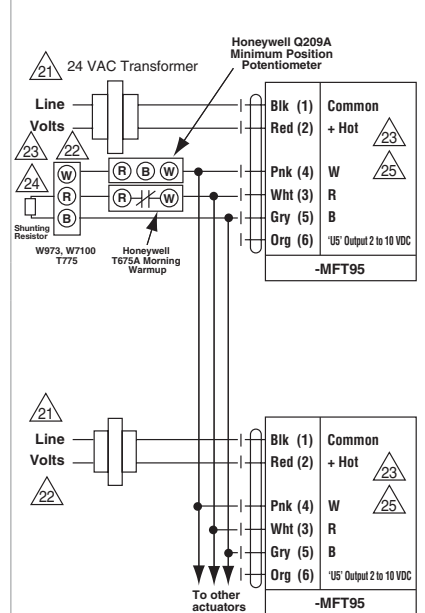 Honeywell Q209A
Minimum Position
Potentiometer
21 24 VAC Transformer
Line
Volts
Blk (1) Common
Red (2) + Hot
23
23 22
24
W R B W
Pnk (4) W
25
R R W
Wht (3) R
B
Gry (5) B
Shunting
Resistor
Org (6) 'U5' Output 2 to 10 VDC
W973, W7100
T775
Honeywell
T675A Morning
Warmup
-MFT95
21
Line
Volts
22
Blk (1) Common
Red (2) + Hot
23
Pnk (4) W
25
Wht (3) R
Gry (5) B
Org (6) 'U5' Output 2 to 10 VDC
To other
actuators
-MFT95